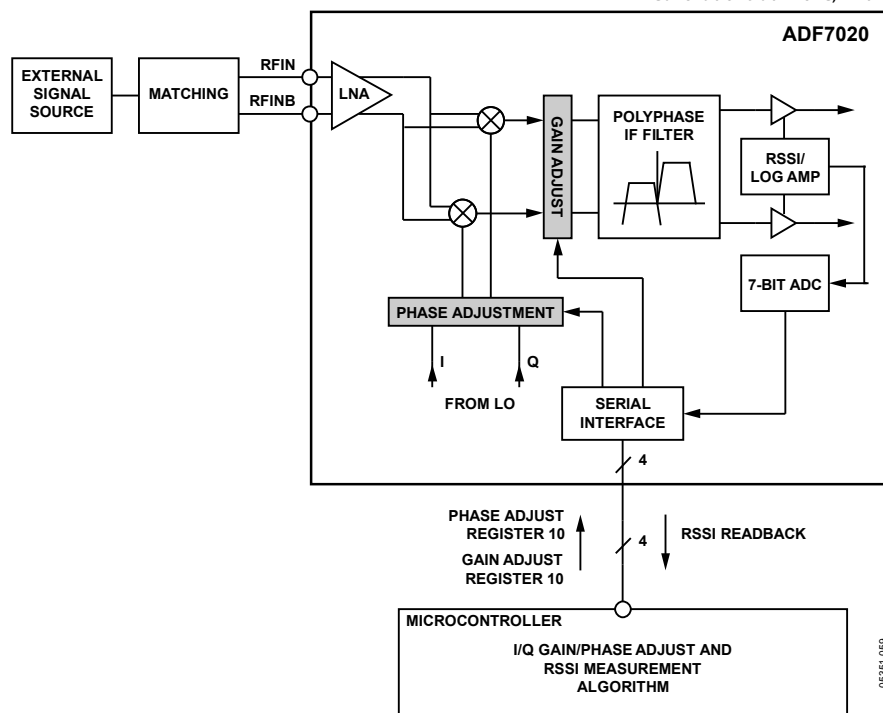 ADF7020
EXTERNAL
SIGNAL
SOURCE
MATCHING
RFIN
RFINB
LNA
GAIN ADJUST
POLYPHASE
IF FILTER
RSSI/
LOG AMP
7-BIT ADC
PHASE ADJUSTMENT
I
Q
FROM LO
SERIAL
INTERFACE
4
PHASE ADJUST
REGISTER 10
GAIN ADJUST
REGISTER 10
4
RSSI READBACK
MICROCONTROLLER
I/Q GAIN/PHASE ADJUST AND
RSSI MEASUREMENT
ALGORITHM
05351-059